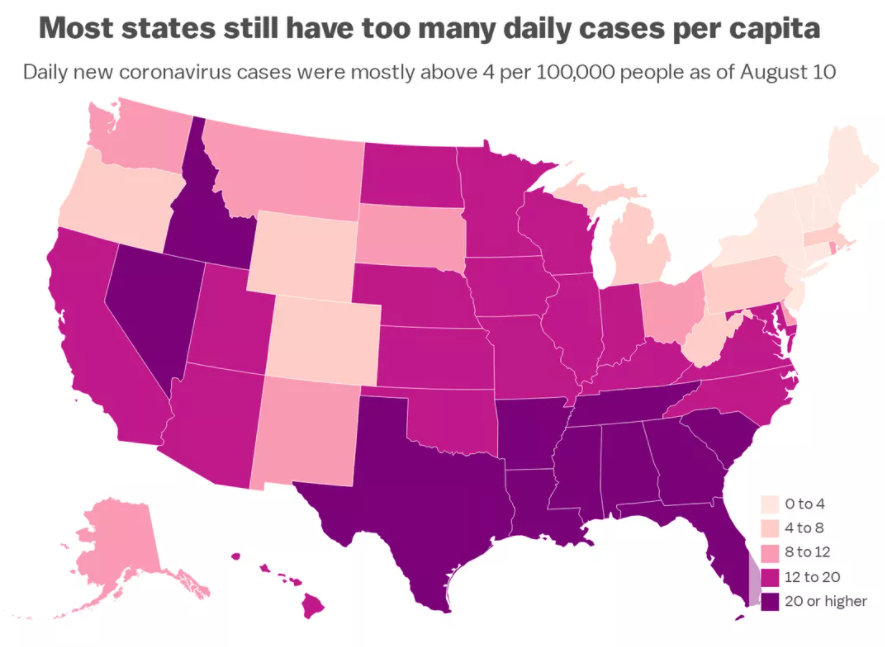 Most states still have too many daily cases per capita
Daily new coronavirus cases were mostly above 4 per 100,000 people as of August 10
0 to 4
4 to 8
8 to 12
12 to 20
20 or higher